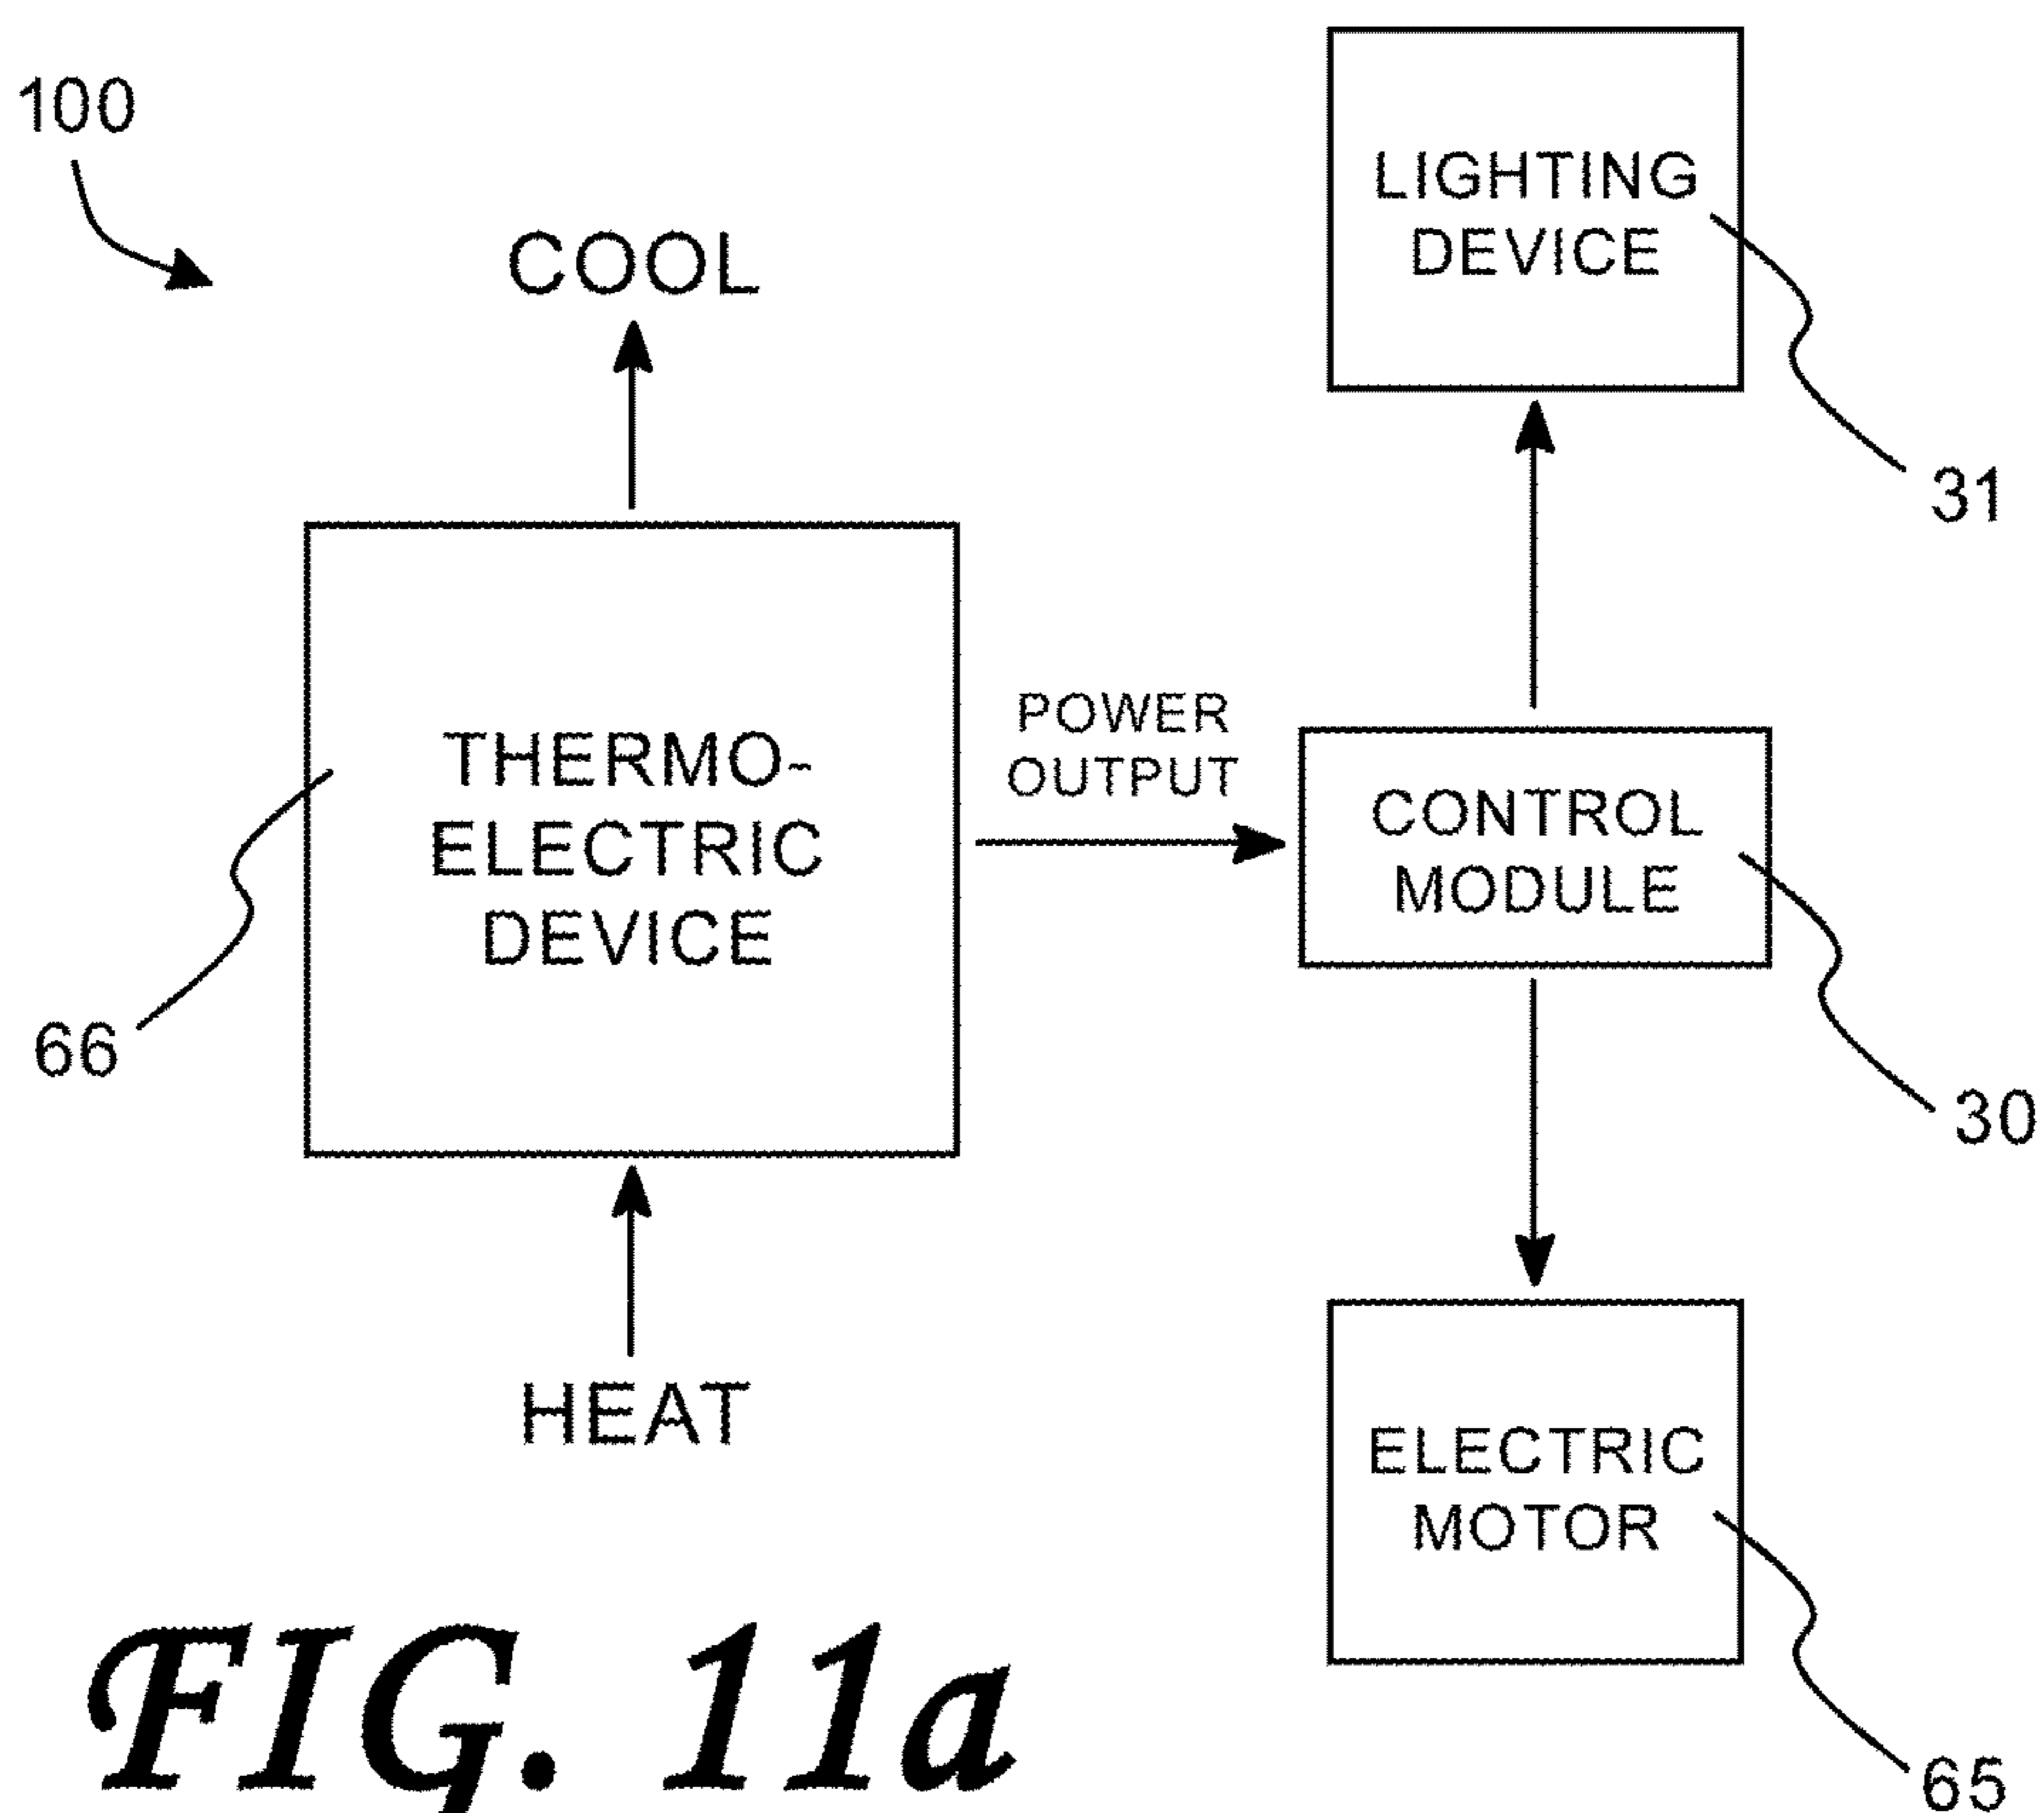 100
COOL
LIGHTING
DEVICE
31
THERMO-
ELECTRIC
DEVICE
66
POWER
OUTPUT
CONTROL
MODULE
30
HEAT
ELECTRIC
MOTOR
65
FIG. 11a